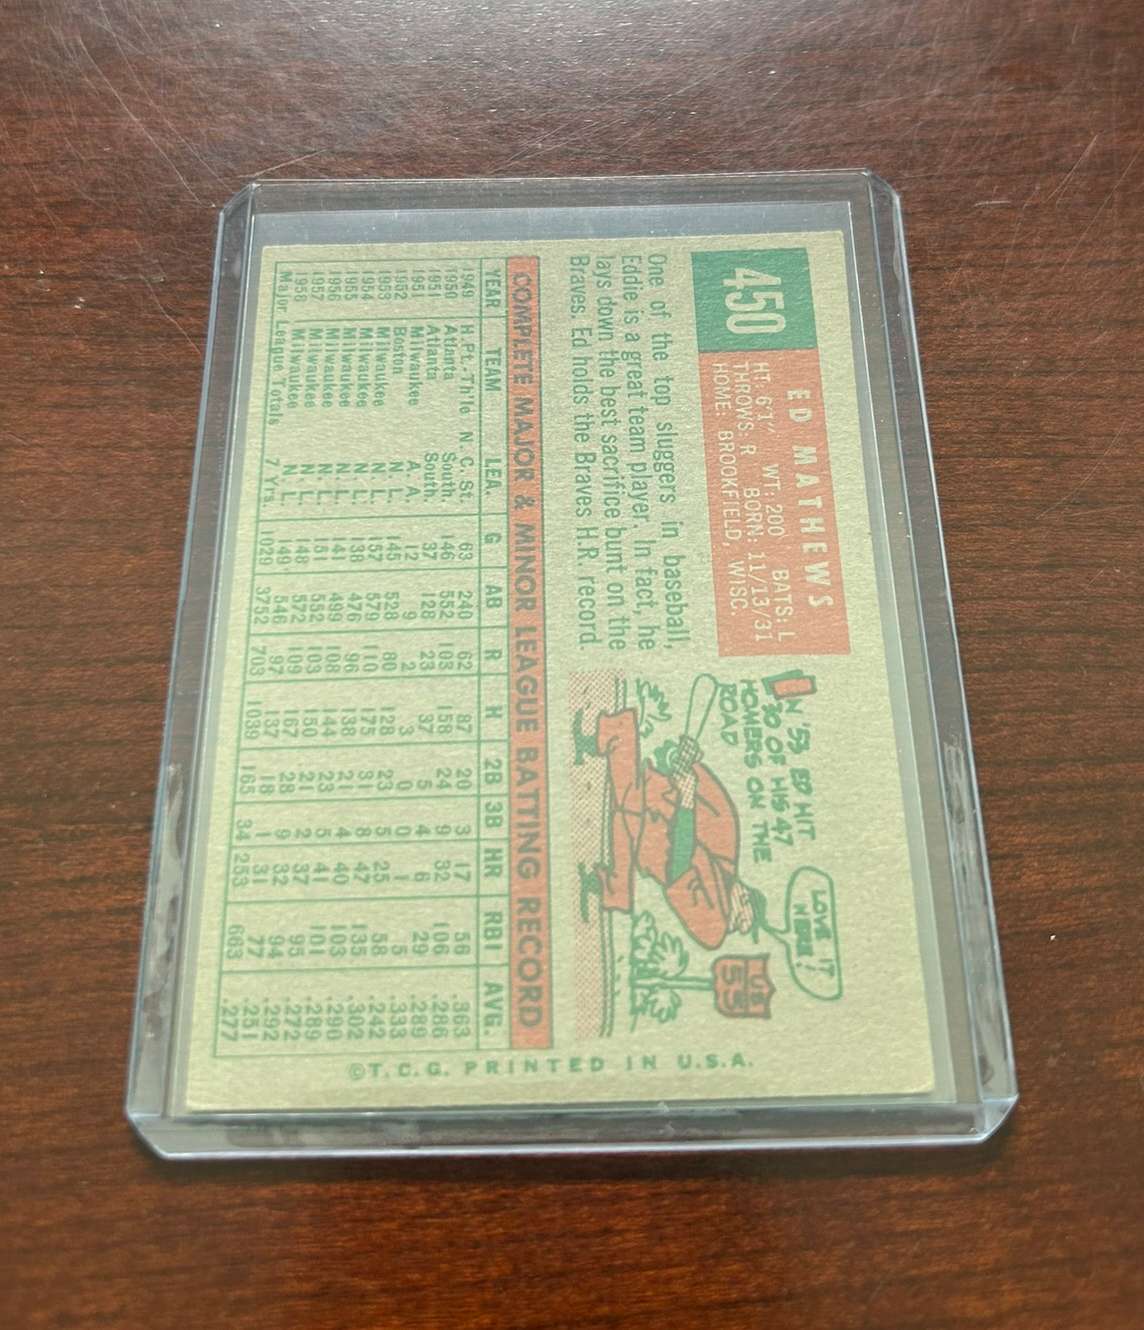 450
ED MATHEWS
HT: 6'1" WT: 200 BATS: L
THROWS: R BORN: 11/13/31
HOME: BROOKFIELD, WISC.
One of the top sluggers in baseball,
Eddie is a great team player. In fact, he
lays down the best sacrifice bunt on the
Braves. Ed holds the Braves H.R. record.
IN '53 ED HIT
30 OF HIS 47
HOMERS ON THE
ROAD
LOVE IT
HERE!
U.S.
55
COMPLETE MAJOR & MINOR LEAGUE BATTING RECORD
YEAR TEAM LEA. G AB R H 2B 3B HR RBI AVG.
1949 H.Pt.-Th'le N. C. St. 63 240 62 87 20 3 17 56 .363
1950 Atlanta South. 146 552 103 158 24 9 32 106 .286
1951 Atlanta South. 37 128 23 37 5 4 6 29 .289
1951 Milwaukee A. A. 12 9 2 3 0 0 1 5 .333
1952 Boston N. L. 145 528 80 128 23 5 25 58 .242
1953 Milwaukee N. L. 157 579 110 175 31 8 47 135 .302
1954 Milwaukee N. L. 138 476 96 138 21 4 40 103 .290
1955 Milwaukee N. L. 141 499 108 144 23 5 41 101 .289
1956 Milwaukee N. L. 151 552 103 150 21 2 37 95 .272
1957 Milwaukee N. L. 148 572 109 167 28 9 32 94 .292
1958 Milwaukee N. L. 149 546 97 137 18 1 31 77 .251
Major League Totals 7 Yrs. 1029 3752 703 1039 165 34 253 663 .277
©T. C. G. PRINTED IN U.S.A.